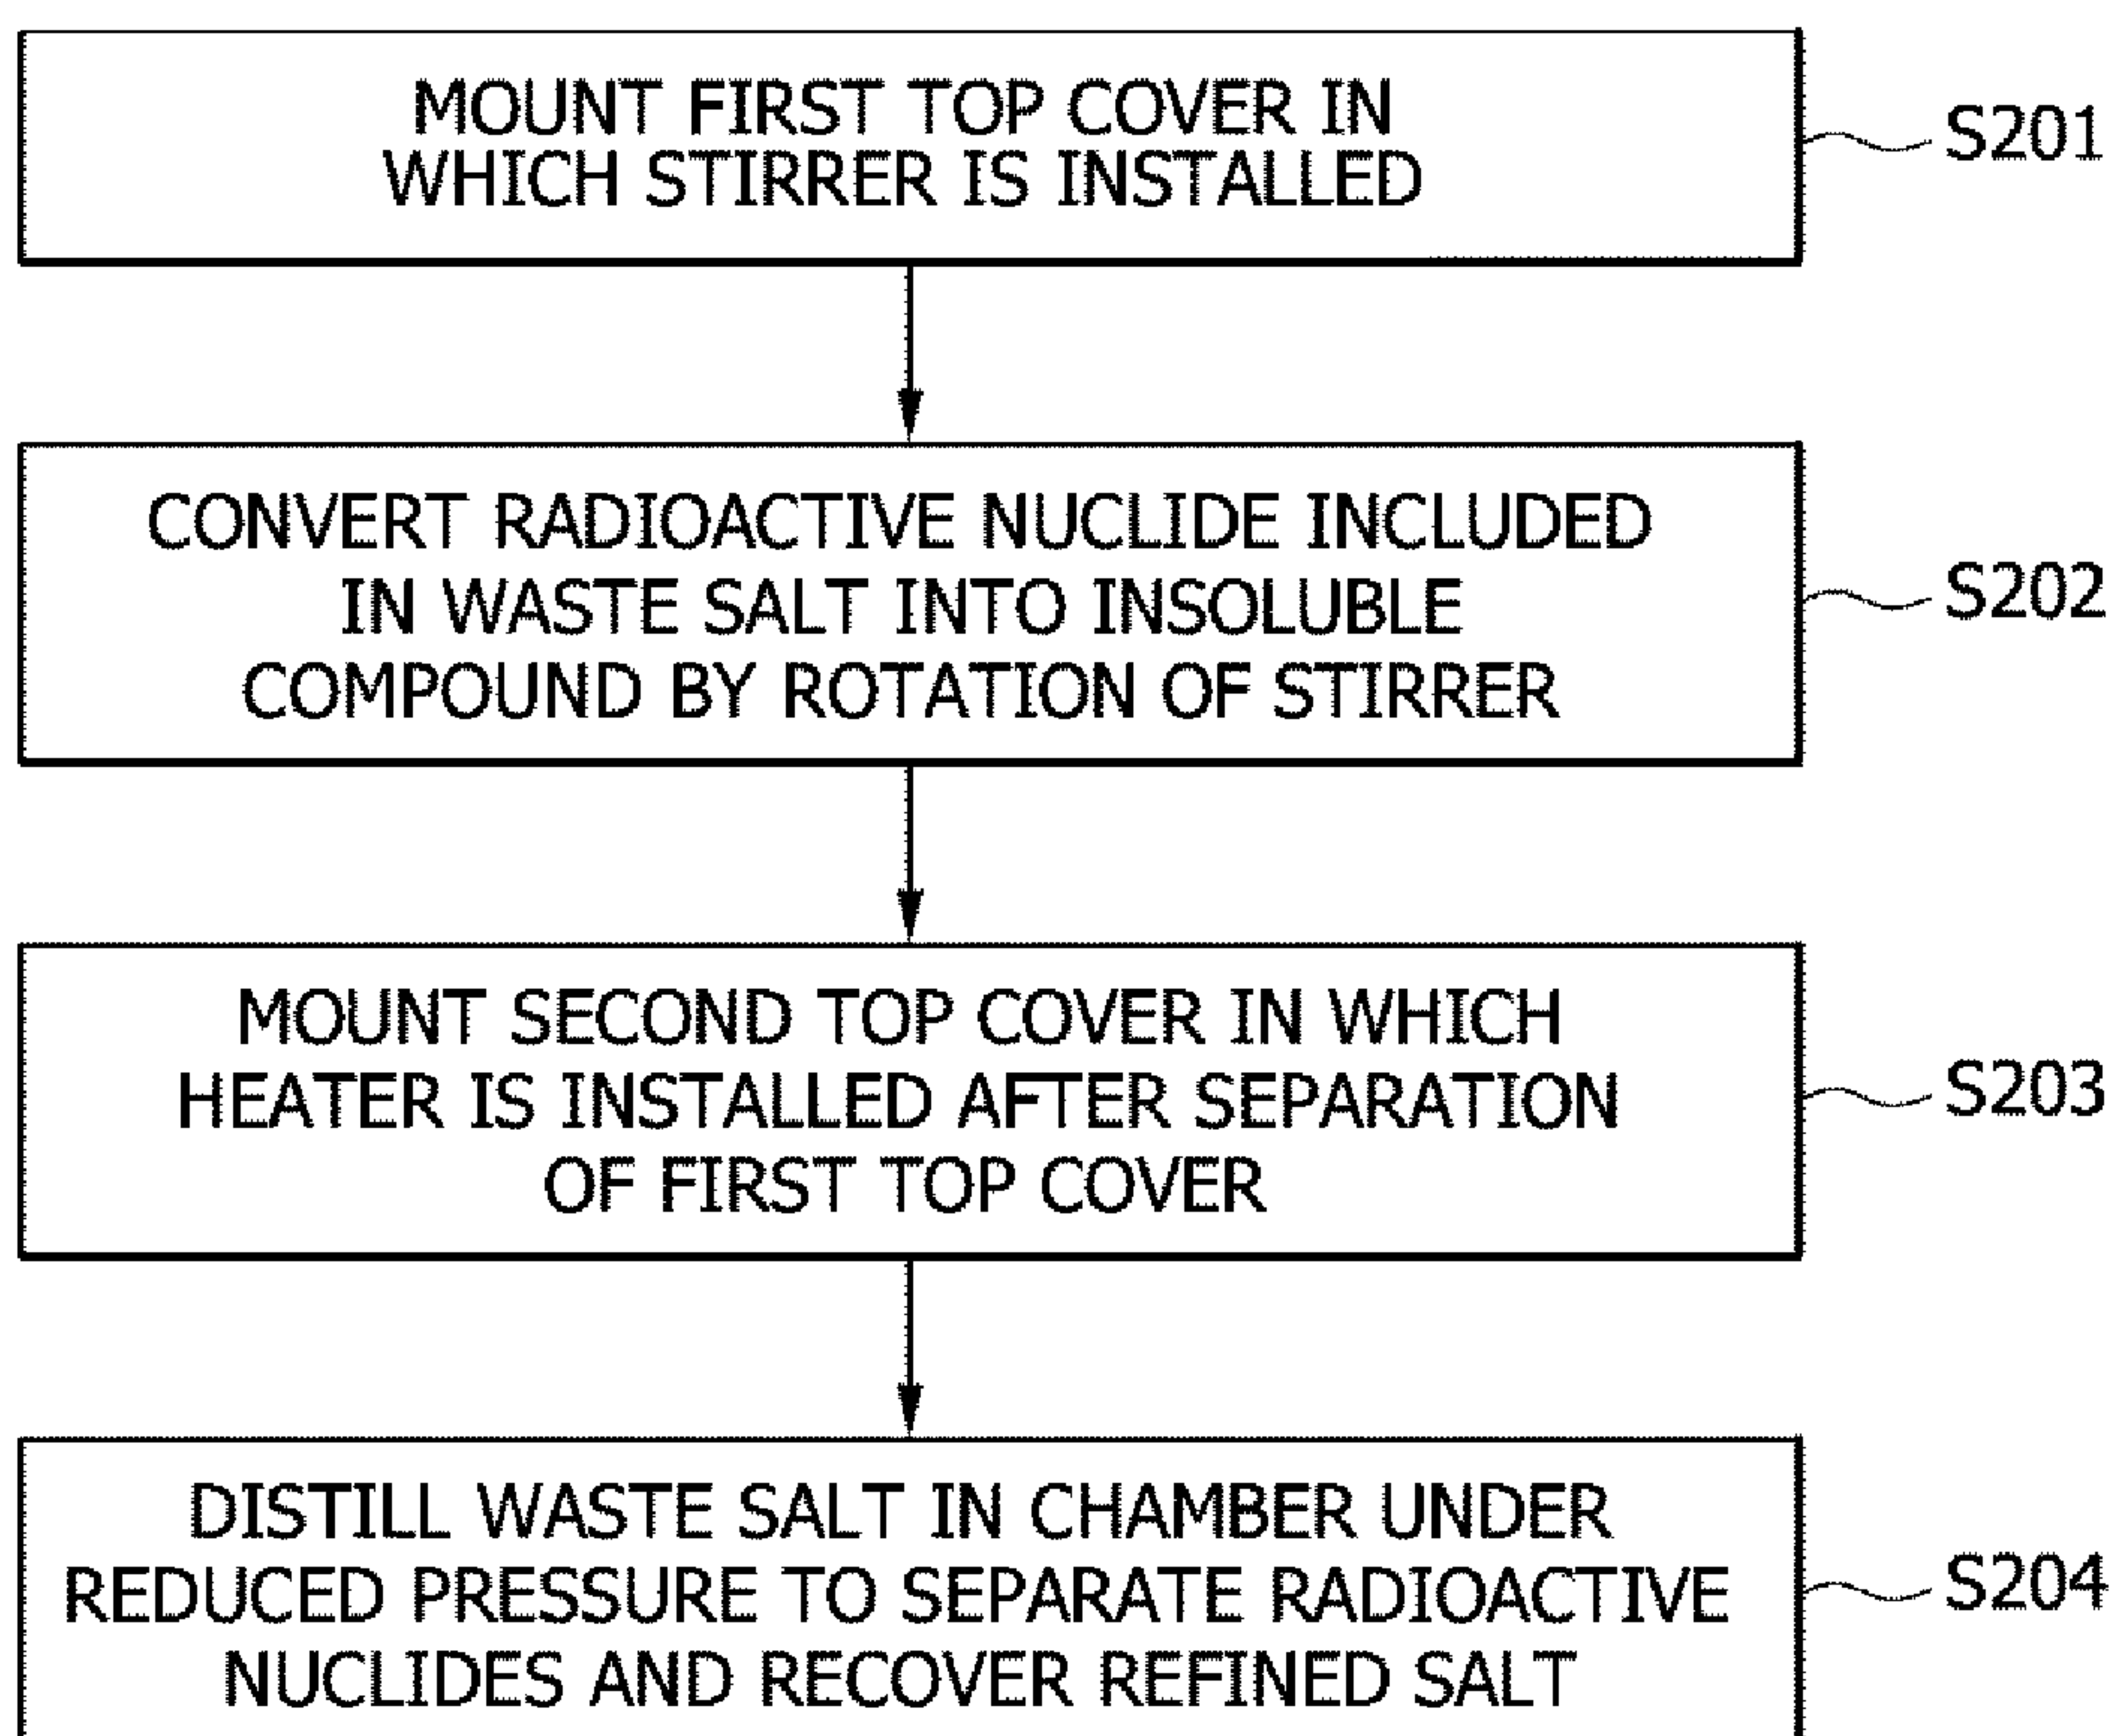 MOUNT FIRST TOP COVER IN
WHICH STIRRER IS INSTALLED
S201
CONVERT RADIOACTIVE NUCLIDE INCLUDED
IN WASTE SALT INTO INSOLUBLE
COMPOUND BY ROTATION OF STIRRER
S202
MOUNT SECOND TOP COVER IN WHICH
HEATER IS INSTALLED AFTER SEPARATION
OF FIRST TOP COVER
S203
DISTILL WASTE SALT IN CHAMBER UNDER
REDUCED PRESSURE TO SEPARATE RADIOACTIVE
NUCLIDES AND RECOVER REFINED SALT
S204